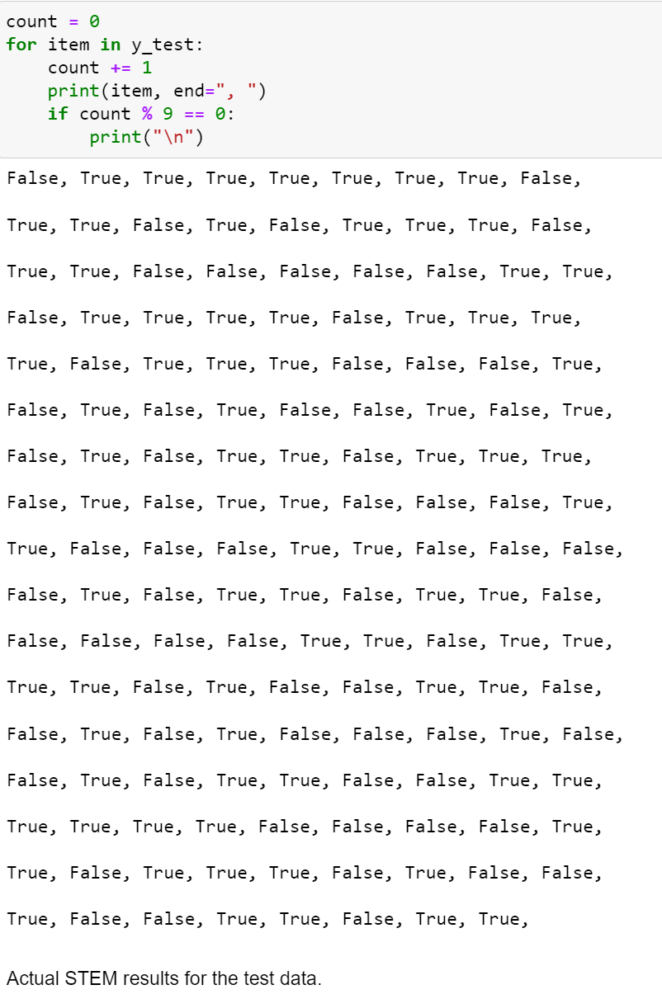 count = 0
for item in y_test:
    count += 1
    print(item, end=", ")
    if count % 9 == 0:
        print("\n")
False, True, True, True, True, True, True, True, False,
True, True, False, True, False, True, True, True, False,
True, True, False, False, False, False, False, True, True,
False, True, True, True, True, False, True, True, True,
True, False, True, True, True, False, False, False, True,
False, True, False, True, False, False, True, False, True,
False, True, False, True, True, False, True, True, True,
False, True, False, True, True, False, False, False, True,
True, False, False, False, True, True, False, False, False,
False, True, False, True, True, False, True, True, False,
False, False, False, False, True, True, False, True, True,
True, True, False, True, False, False, True, True, False,
False, True, False, True, False, False, False, True, False,
False, True, False, True, True, False, False, True, True,
True, True, True, True, False, False, False, False, True,
True, False, True, True, True, False, True, False, False,
True, False, False, True, True, False, True, True,
Actual STEM results for the test data.